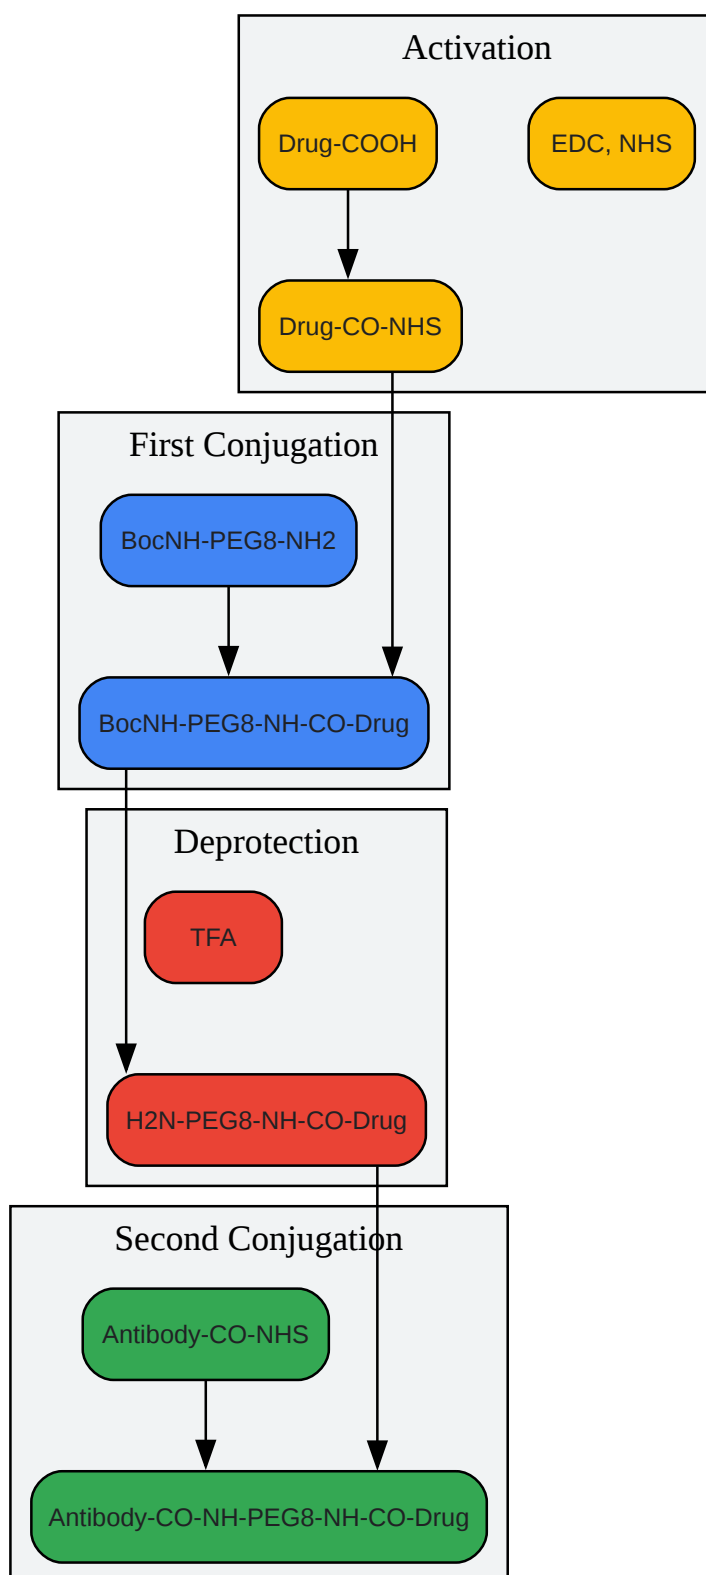 Activation
Drug-COOH
EDC, NHS
Drug-CO-NHS
First Conjugation
BocNH-PEG8-NH2
BocNH-PEG8-NH-CO-Drug
Deprotection
TFA
H2N-PEG8-NH-CO-Drug
Second Conjugation
Antibody-CO-NHS
Antibody-CO-NH-PEG8-NH-CO-Drug